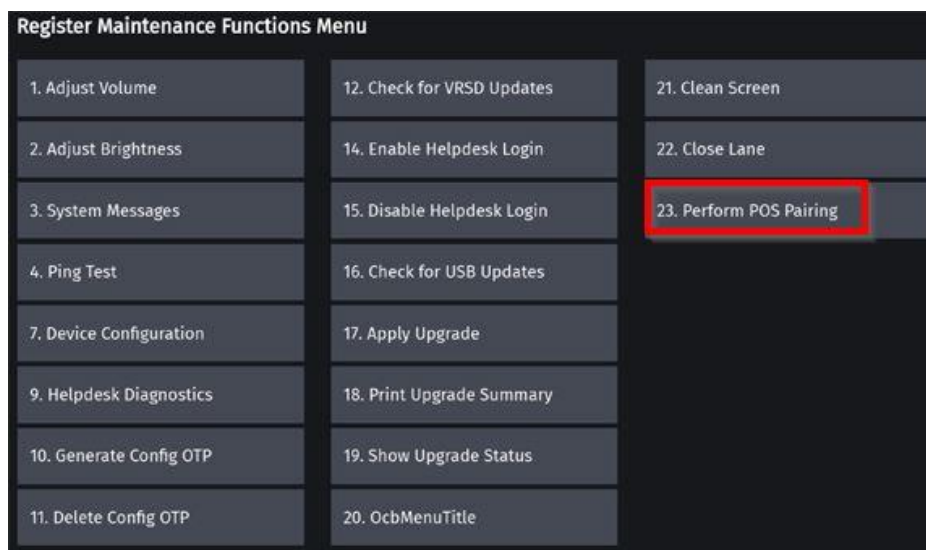 Register Maintenance Functions Menu
1. Adjust Volume
2. Adjust Brightness
3. System Messages
4. Ping Test
7. Device Configuration
9. Helpdesk Diagnostics
10. Generate Config OTP
11. Delete Config OTP
12. Check for VRSD Updates
14. Enable Helpdesk Login
15. Disable Helpdesk Login
16. Check for USB Updates
17. Apply Upgrade
18. Print Upgrade Summary
19. Show Upgrade Status
20. OcbMenuTitle
21. Clean Screen
22. Close Lane
23. Perform POS Pairing